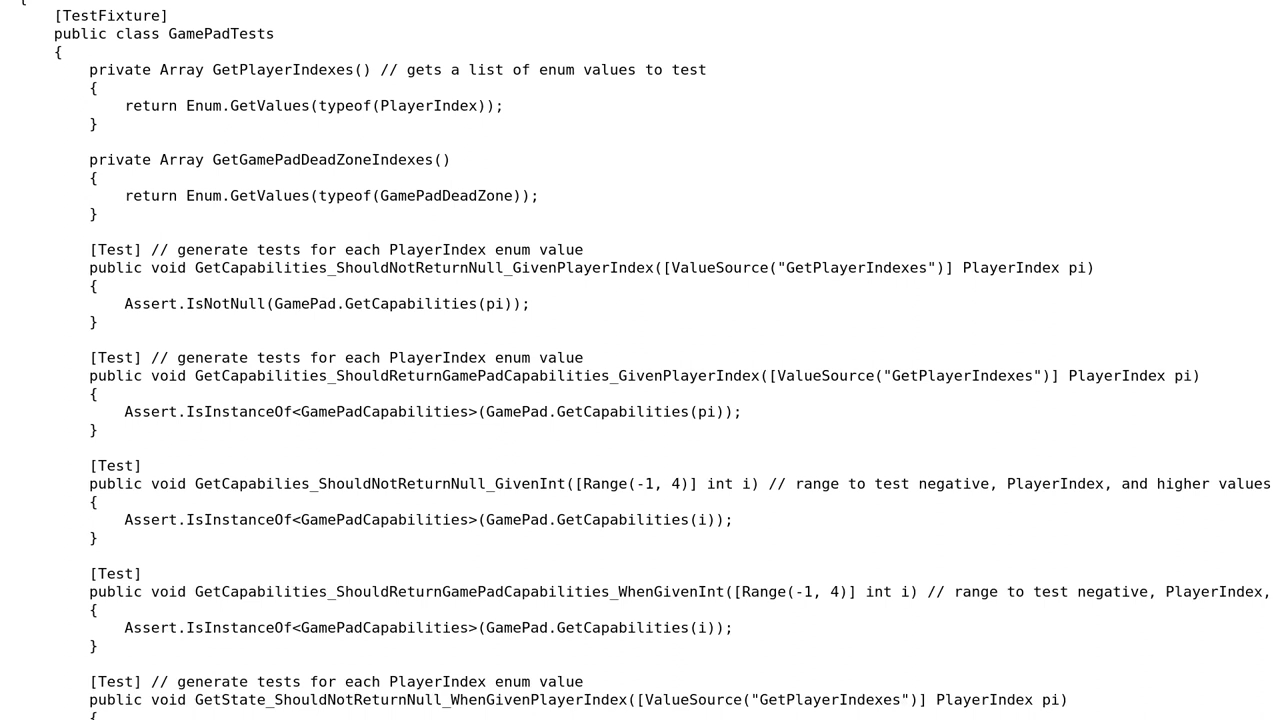 {
[TestFixture]
public class GamePadTests
{
private Array GetPlayerIndexes() // gets a list of enum values to test
{
return Enum.GetValues(typeof(PlayerIndex));
}
private Array GetGamePadDeadZoneIndexes()
{
return Enum.GetValues(typeof(GamePadDeadZone));
}
[Test] // generate tests for each PlayerIndex enum value
public void GetCapabilities_ShouldNotReturnNull_GivenPlayerIndex([ValueSource("GetPlayerIndexes")] PlayerIndex pi)
{
Assert.IsNotNull(GamePad.GetCapabilities(pi));
}
[Test] // generate tests for each PlayerIndex enum value
public void GetCapabilities_ShouldReturnGamePadCapabilities_GivenPlayerIndex([ValueSource("GetPlayerIndexes")] PlayerIndex pi)
{
Assert.IsInstanceOf<GamePadCapabilities>(GamePad.GetCapabilities(pi));
}
[Test]
public void GetCapabilies_ShouldNotReturnNull_GivenInt([Range(-1, 4)] int i) // range to test negative, PlayerIndex, and higher values
{
Assert.IsInstanceOf<GamePadCapabilities>(GamePad.GetCapabilities(i));
}
[Test]
public void GetCapabilities_ShouldReturnGamePadCapabilities_WhenGivenInt([Range(-1, 4)] int i) // range to test negative, PlayerIndex,
{
Assert.IsInstanceOf<GamePadCapabilities>(GamePad.GetCapabilities(i));
}
[Test] // generate tests for each PlayerIndex enum value
public void GetState_ShouldNotReturnNull_WhenGivenPlayerIndex([ValueSource("GetPlayerIndexes")] PlayerIndex pi)
{